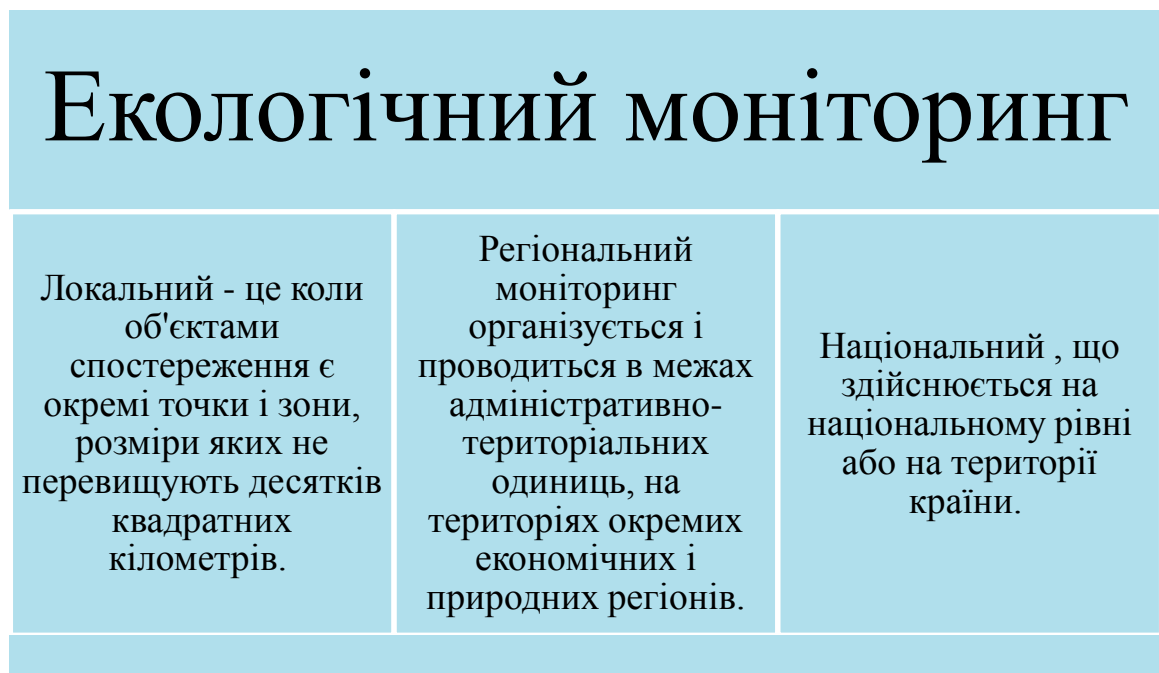 Екологічний моніторинг
Локальний - це коли
об'єктами
спостереження є
окремі точки і зони,
розміри яких не
перевищують десятків
квадратних
кілометрів.
Регіональний
моніторинг
організується і
проводиться в межах
адміністративно-
територіальних
одиниць, на
територіях окремих
економічних і
природних регіонів.
Національний , що
здійснюється на
національному рівні
або на території
країни.